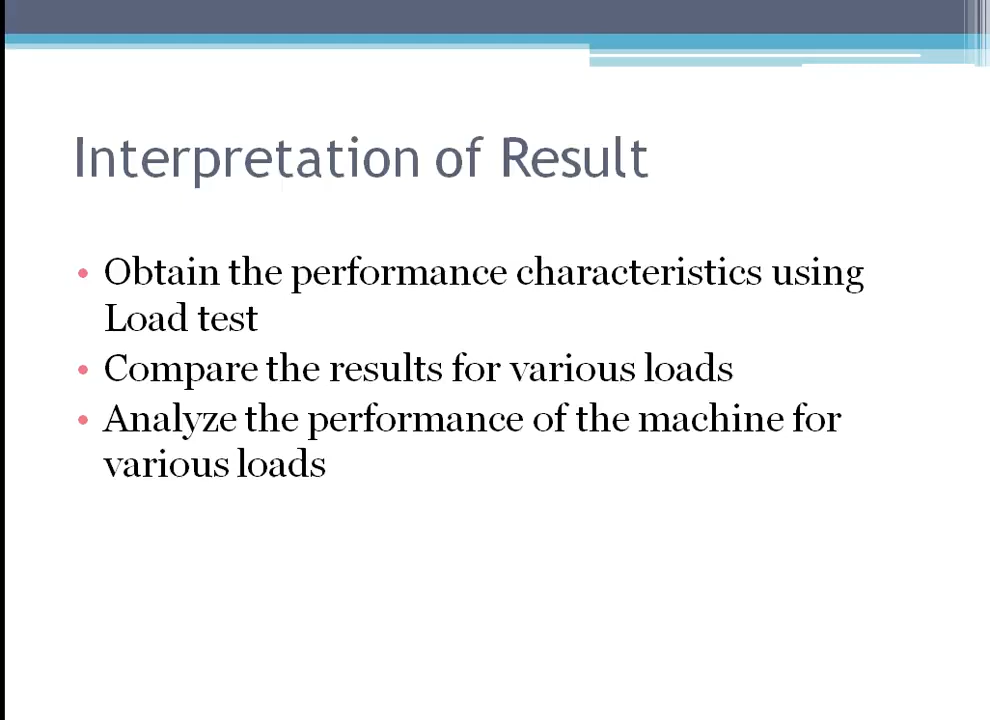 Interpretation of Result
• Obtain the performance characteristics using
Load test
• Compare the results for various loads
• Analyze the performance of the machine for
various loads